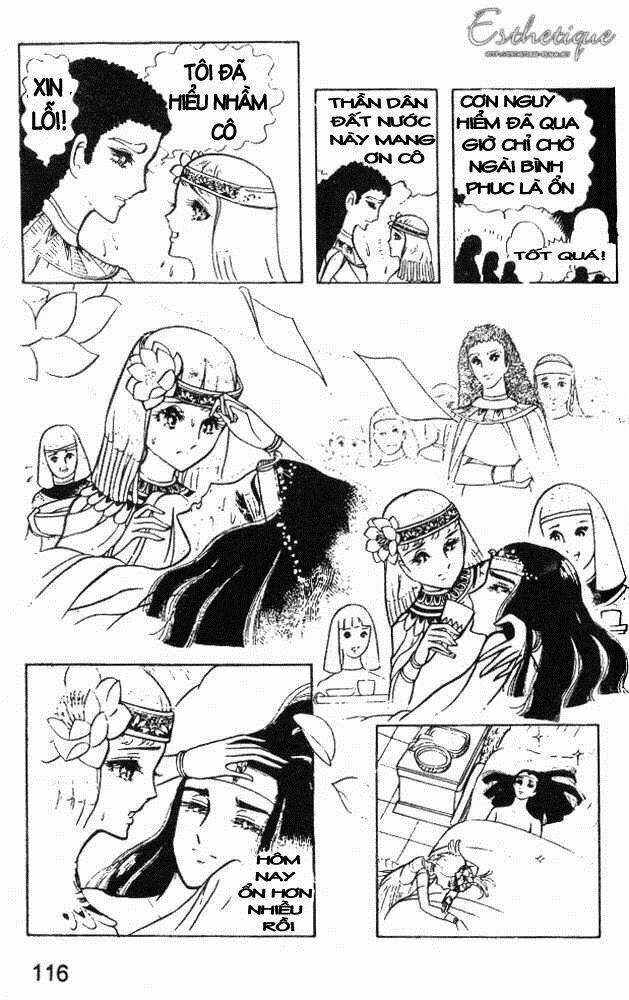 Esthetique
XIN
LỖI!
TÔI ĐÃ
HIỂU NHẦM
CÔ
THẦN DÂN
ĐẤT NƯỚC
NÀY MANG
ƠN CÔ
CƠN NGUY
HIỂM ĐÃ QUA
GIỜ CHỈ CHỜ
NGÀI BÌNH
PHỤC LÀ ỔN
TỐT QUÁ!
HÔM
NAY
ỔN HƠN
NHIỀU
RỒI
116